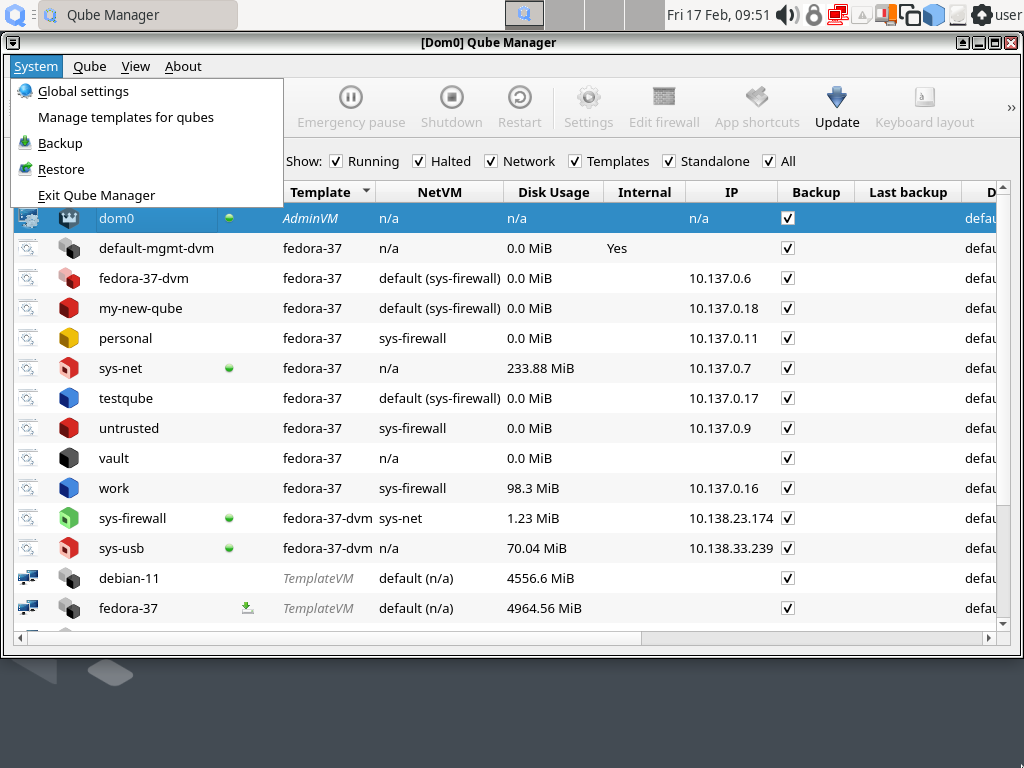 Qube Manager Fri 17 Feb, 09:51 user
[Dom0] Qube Manager
System Qube View About
Global settings
Manage templates for qubes
Backup
Restore
Exit Qube Manager
Emergency pause Shutdown Restart Settings Edit firewall App shortcuts Update Keyboard layout »
Show: Running Halted Network Templates Standalone All
Template NetVM Disk Usage Internal IP Backup Last backup D
dom0 AdminVM n/a n/a n/a defau
default-mgmt-dvm fedora-37 n/a 0.0 MiB Yes defau
fedora-37-dvm fedora-37 default (sys-firewall) 0.0 MiB 10.137.0.6 defau
my-new-qube fedora-37 default (sys-firewall) 0.0 MiB 10.137.0.18 defau
personal fedora-37 sys-firewall 0.0 MiB 10.137.0.11 defau
sys-net fedora-37 n/a 233.88 MiB 10.137.0.7 defau
testqube fedora-37 default (sys-firewall) 0.0 MiB 10.137.0.17 defau
untrusted fedora-37 sys-firewall 0.0 MiB 10.137.0.9 defau
vault fedora-37 n/a 0.0 MiB defau
work fedora-37 sys-firewall 98.3 MiB 10.137.0.16 defau
sys-firewall fedora-37-dvm sys-net 1.23 MiB 10.138.23.174 defau
sys-usb fedora-37-dvm n/a 70.04 MiB 10.138.33.239 defau
debian-11 TemplateVM default (n/a) 4556.6 MiB defau
fedora-37 TemplateVM default (n/a) 4964.56 MiB defau